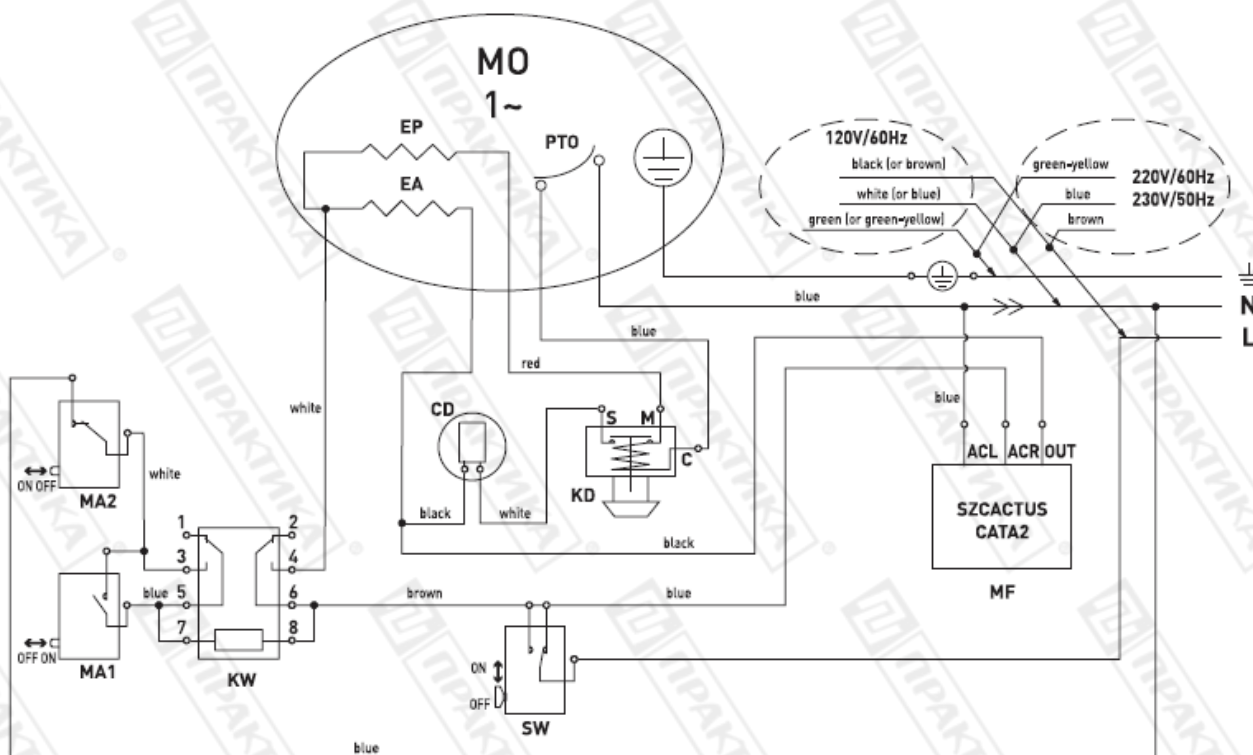 MO
1~
EP
EA
PTO
120V/60Hz
black (or brown)
white (or blue)
green (or green-yellow)
green-yellow
blue
brown
220V/60Hz
230V/50Hz
blue
N
L
blue
red
white
CD
S M
C
KD
black
white
black
blue
ACL ACR OUT
SZCACTUS
CATA2
MF
ON OFF
MA2
white
1 2
3 4
5 6
7 8
KW
blue
OFF ON
MA1
brown
blue
ON
OFF
SW
blue
ПРАКТИКА ®